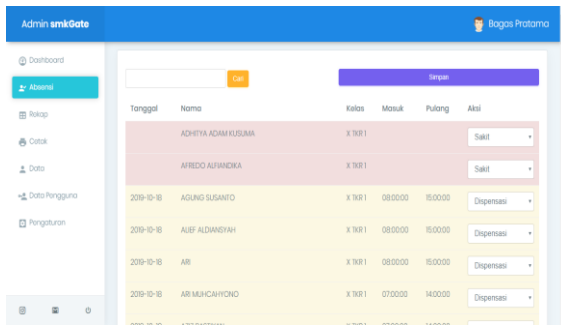 Admin smkGate
Bagas Pratama
Dashboard
Absensi
Rekap
Cetak
Data
Data Pengguna
Pengaturan
Cari
Simpan
Tanggal Nama Kelas Masuk Pulang Aksi
ADHITYA ADAM KUSUMA X TKR 1 Sakit
AFREDO ALFIANDIKA X TKR 1 Sakit
2019-10-18 AGUNG SUSANTO X TKR 1 08:00:00 15:00:00 Dispensasi
2019-10-18 ALIEF ALDIANSYAH X TKR 1 08:00:00 15:00:00 Dispensasi
2019-10-18 ARI X TKR 1 08:00:00 15:00:00 Dispensasi
2019-10-18 ARI MUHCAHYONO X TKR 1 07:00:00 14:00:00 Dispensasi